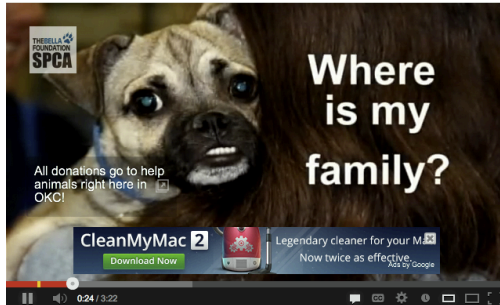 THE BELLA
FOUNDATION
SPCA
Where
is my
family?
All donations go to help
animals right here in
OKC!
CleanMyMac 2
Download Now
Legendary cleaner for your M
Now twice as effective.
Ads by Google
0:24 / 3:22
CC